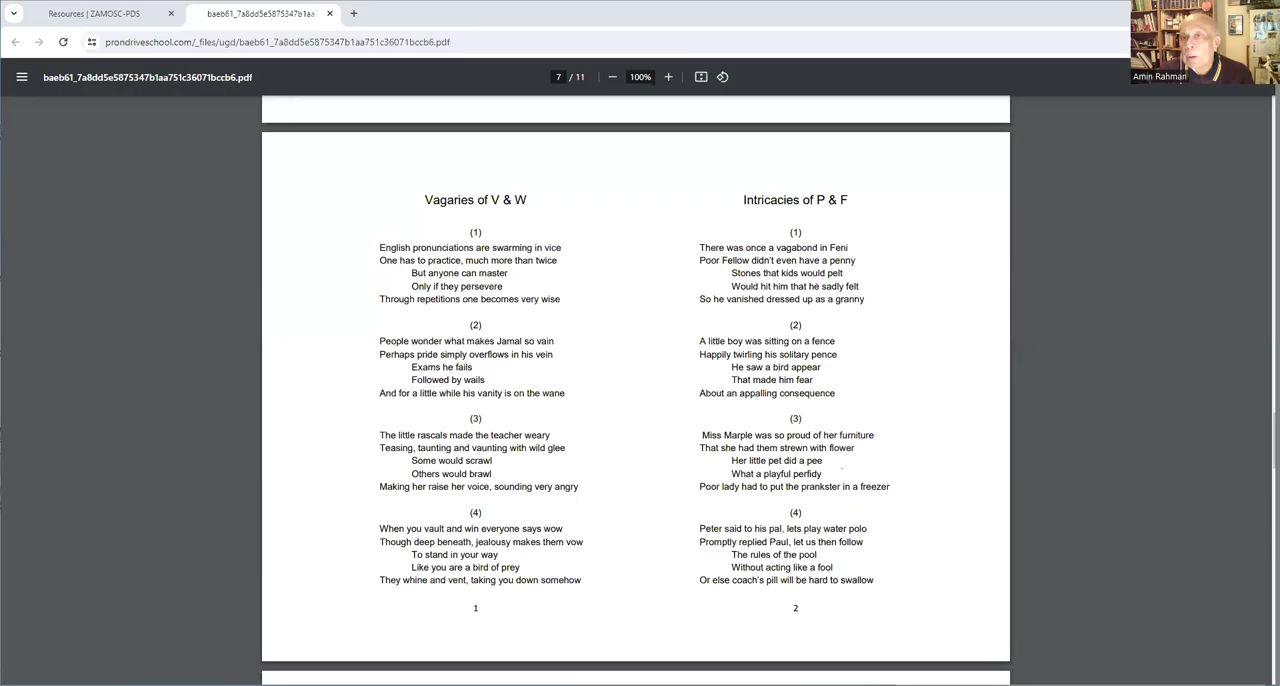 Resources | ZAMOSC-PDS
baeb61_7a8dd5e5875347b1aa7
prondriveschool.com/_files/ugd/baeb61_7a8dd5e5875347b1aa751c36071bccb6.pdf
baeb61_7a8dd5e5875347b1aa751c36071bccb6.pdf
7 / 11
100%
Amin Rahman
Vagaries of V & W
(1)
English pronunciations are swarming in vice
One has to practice, much more than twice
But anyone can master
Only if they persevere
Through repetitions one becomes very wise
(2)
People wonder what makes Jamal so vain
Perhaps pride simply overflows in his vein
Exams he fails
Followed by wails
And for a little while his vanity is on the wane
(3)
The little rascals made the teacher weary
Teasing, taunting and vaunting with wild glee
Some would scrawl
Others would brawl
Making her raise her voice, sounding very angry
(4)
When you vault and win everyone says wow
Though deep beneath, jealousy makes them vow
To stand in your way
Like you are a bird of prey
They whine and vent, taking you down somehow
1
Intricacies of P & F
(1)
There was once a vagabond in Feni
Poor Fellow didn't even have a penny
Stones that kids would pelt
Would hit him that he sadly felt
So he vanished dressed up as a granny
(2)
A little boy was sitting on a fence
Happily twirling his solitary pence
He saw a bird appear
That made him fear
About an appalling consequence
(3)
Miss Marple was so proud of her furniture
That she had them strewn with flower
Her little pet did a pee
What a playful perfidy
Poor lady had to put the prankster in a freezer
(4)
Peter said to his pal, lets play water polo
Promptly replied Paul, let us then follow
The rules of the pool
Without acting like a fool
Or else coach's pill will be hard to swallow
2